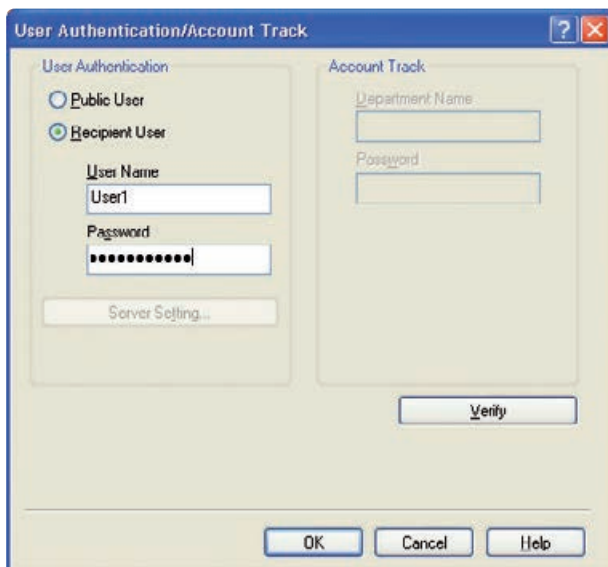 User Authentication/Account Track
User Authentication
Public User
Recipient User
User Name
User1
Password
●●●●●●●●●●●
Server Setting...
Account Track
Department Name
Password
Verify
OK
Cancel
Help